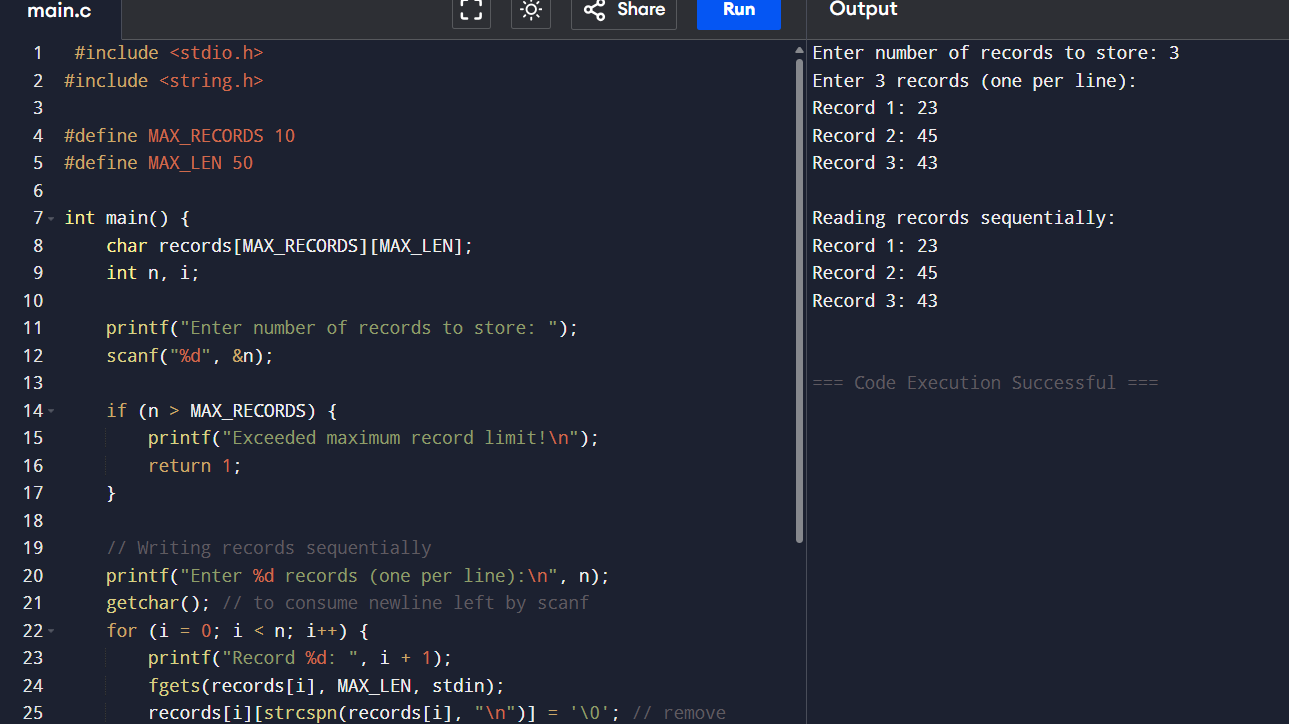 main.c
Share
Run
Output
1 #include <stdio.h>
2 #include <string.h>
3
4 #define MAX_RECORDS 10
5 #define MAX_LEN 50
6
7 int main() {
8 char records[MAX_RECORDS][MAX_LEN];
9 int n, i;
10
11 printf("Enter number of records to store: ");
12 scanf("%d", &n);
13
14 if (n > MAX_RECORDS) {
15 printf("Exceeded maximum record limit!\n");
16 return 1;
17 }
18
19 // Writing records sequentially
20 printf("Enter %d records (one per line):\n", n);
21 getchar(); // to consume newline left by scanf
22 for (i = 0; i < n; i++) {
23 printf("Record %d: ", i + 1);
24 fgets(records[i], MAX_LEN, stdin);
25 records[i][strcspn(records[i], "\n")] = '\0'; // remove
Enter number of records to store: 3
Enter 3 records (one per line):
Record 1: 23
Record 2: 45
Record 3: 43
Reading records sequentially:
Record 1: 23
Record 2: 45
Record 3: 43
=== Code Execution Successful ===